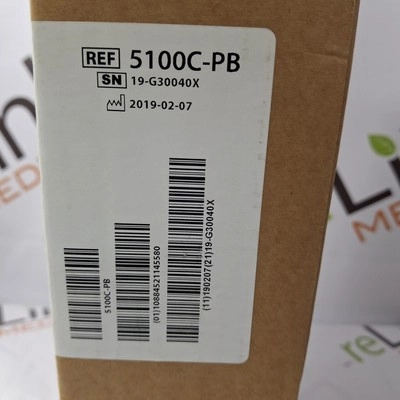 REF 5100C-PB
SN 19-G30040X
2019-02-07
5100C-PB
(01)10884521145580
(11)190207(21)19-G30040X